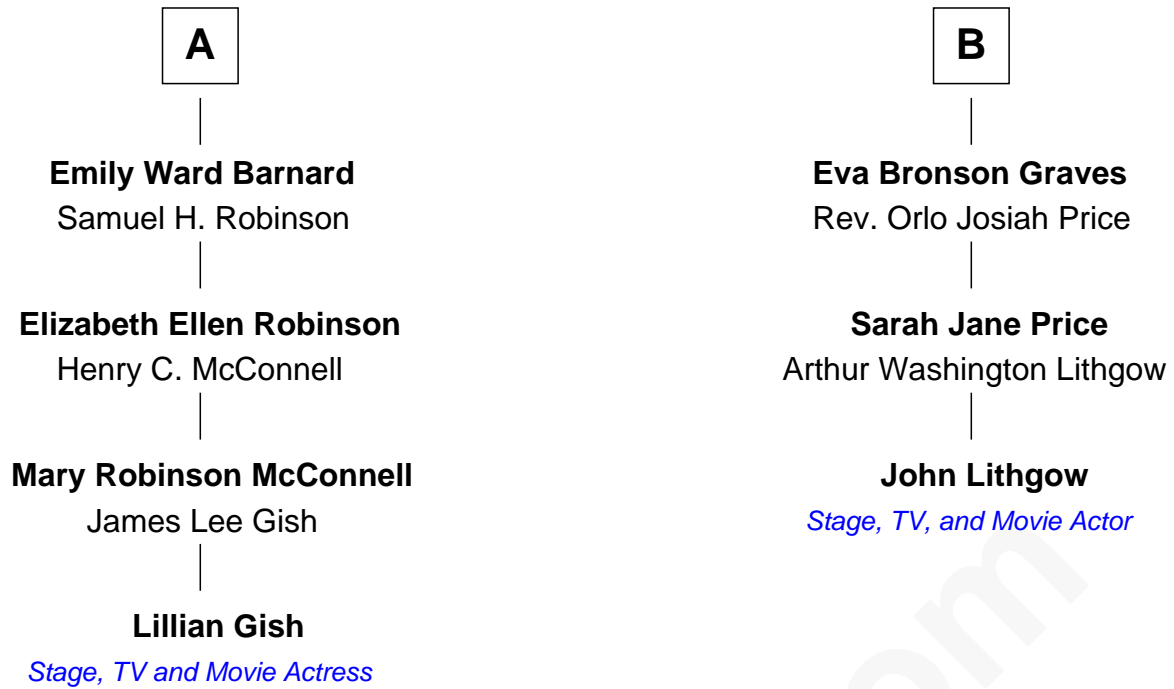 A
Emily Ward Barnard
Samuel H. Robinson
Elizabeth Ellen Robinson
Henry C. McConnell
Mary Robinson McConnell
James Lee Gish
Lillian Gish
Stage, TV and Movie Actress
B
Eva Bronson Graves
Rev. Orlo Josiah Price
Sarah Jane Price
Arthur Washington Lithgow
John Lithgow
Stage, TV, and Movie Actor
om